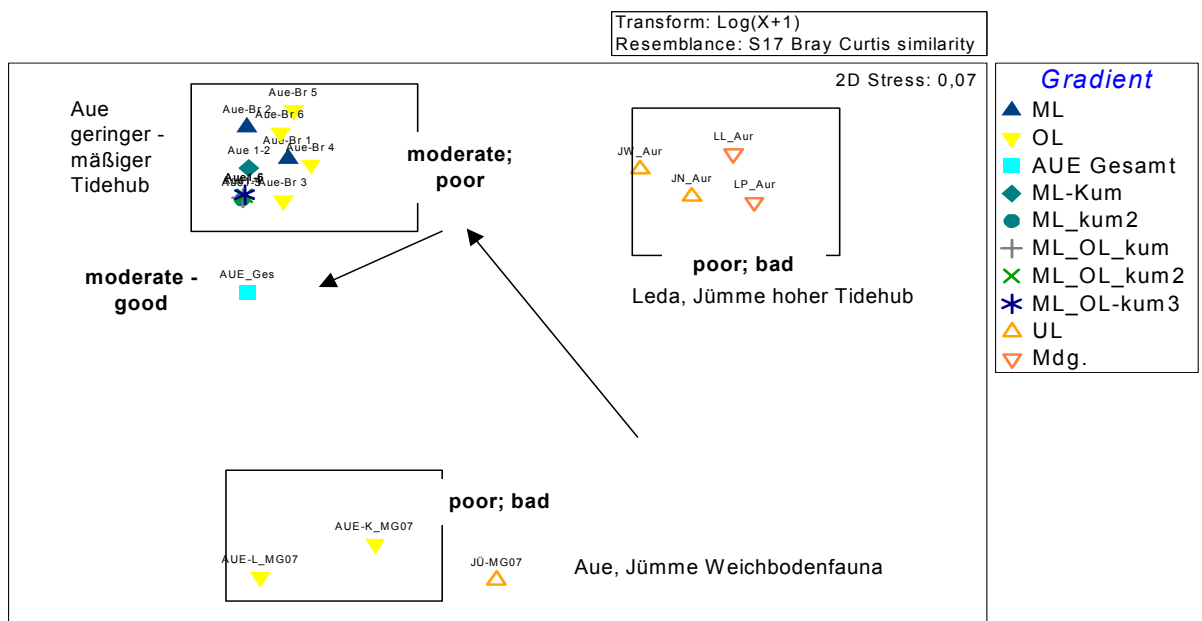 Transform: Log(X+1)
Resemblance: S17 Bray Curtis similarity
2D Stress: 0,07
Aue
geringer -
mäßiger
Tidehub
Aue-Br 5
Aue-Br 2
Aue-Br 6
Aue-Br 1
Aue-Br 4
Aue 1-2
Aue1-6
Aue-Br 3
moderate;
poor
JW_Aur
LL_Aur
JN_Aur
LP_Aur
poor; bad
Leda, Jümme hoher Tidehub
moderate -
good
AUE_Ges
poor; bad
AUE-K_MG07
AUE-L_MG07
JÜ-MG07
Aue, Jümme Weichbodenfauna
Gradient
ML
OL
AUE Gesamt
ML-Kum
ML_kum2
ML_OL_kum
ML_OL_kum2
ML_OL-kum3
UL
Mdg.